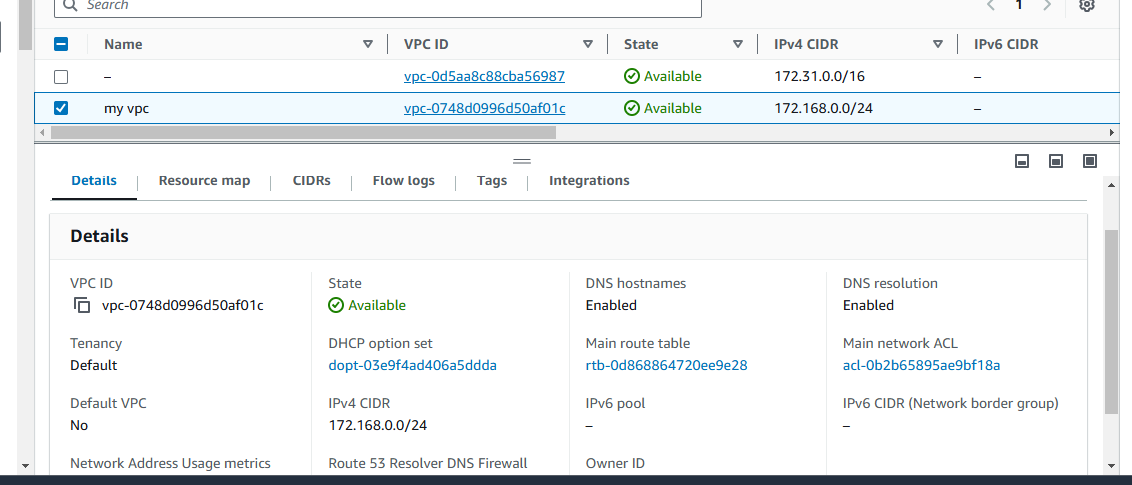 Search
1
Name VPC ID State IPv4 CIDR IPv6 CIDR
– vpc-0d5aa8c88cba56987 Available 172.31.0.0/16 –
my vpc vpc-0748d0996d50af01c Available 172.168.0.0/24 –
Details Resource map CIDRs Flow logs Tags Integrations
Details
VPC ID State DNS hostnames DNS resolution
vpc-0748d0996d50af01c Available Enabled Enabled
Tenancy DHCP option set Main route table Main network ACL
Default dopt-03e9f4ad406a5ddda rtb-0d868864720ee9e28 acl-0b2b65895ae9bf18a
Default VPC IPv4 CIDR IPv6 pool IPv6 CIDR (Network border group)
No 172.168.0.0/24 – –
Network Address Usage metrics Route 53 Resolver DNS Firewall Owner ID